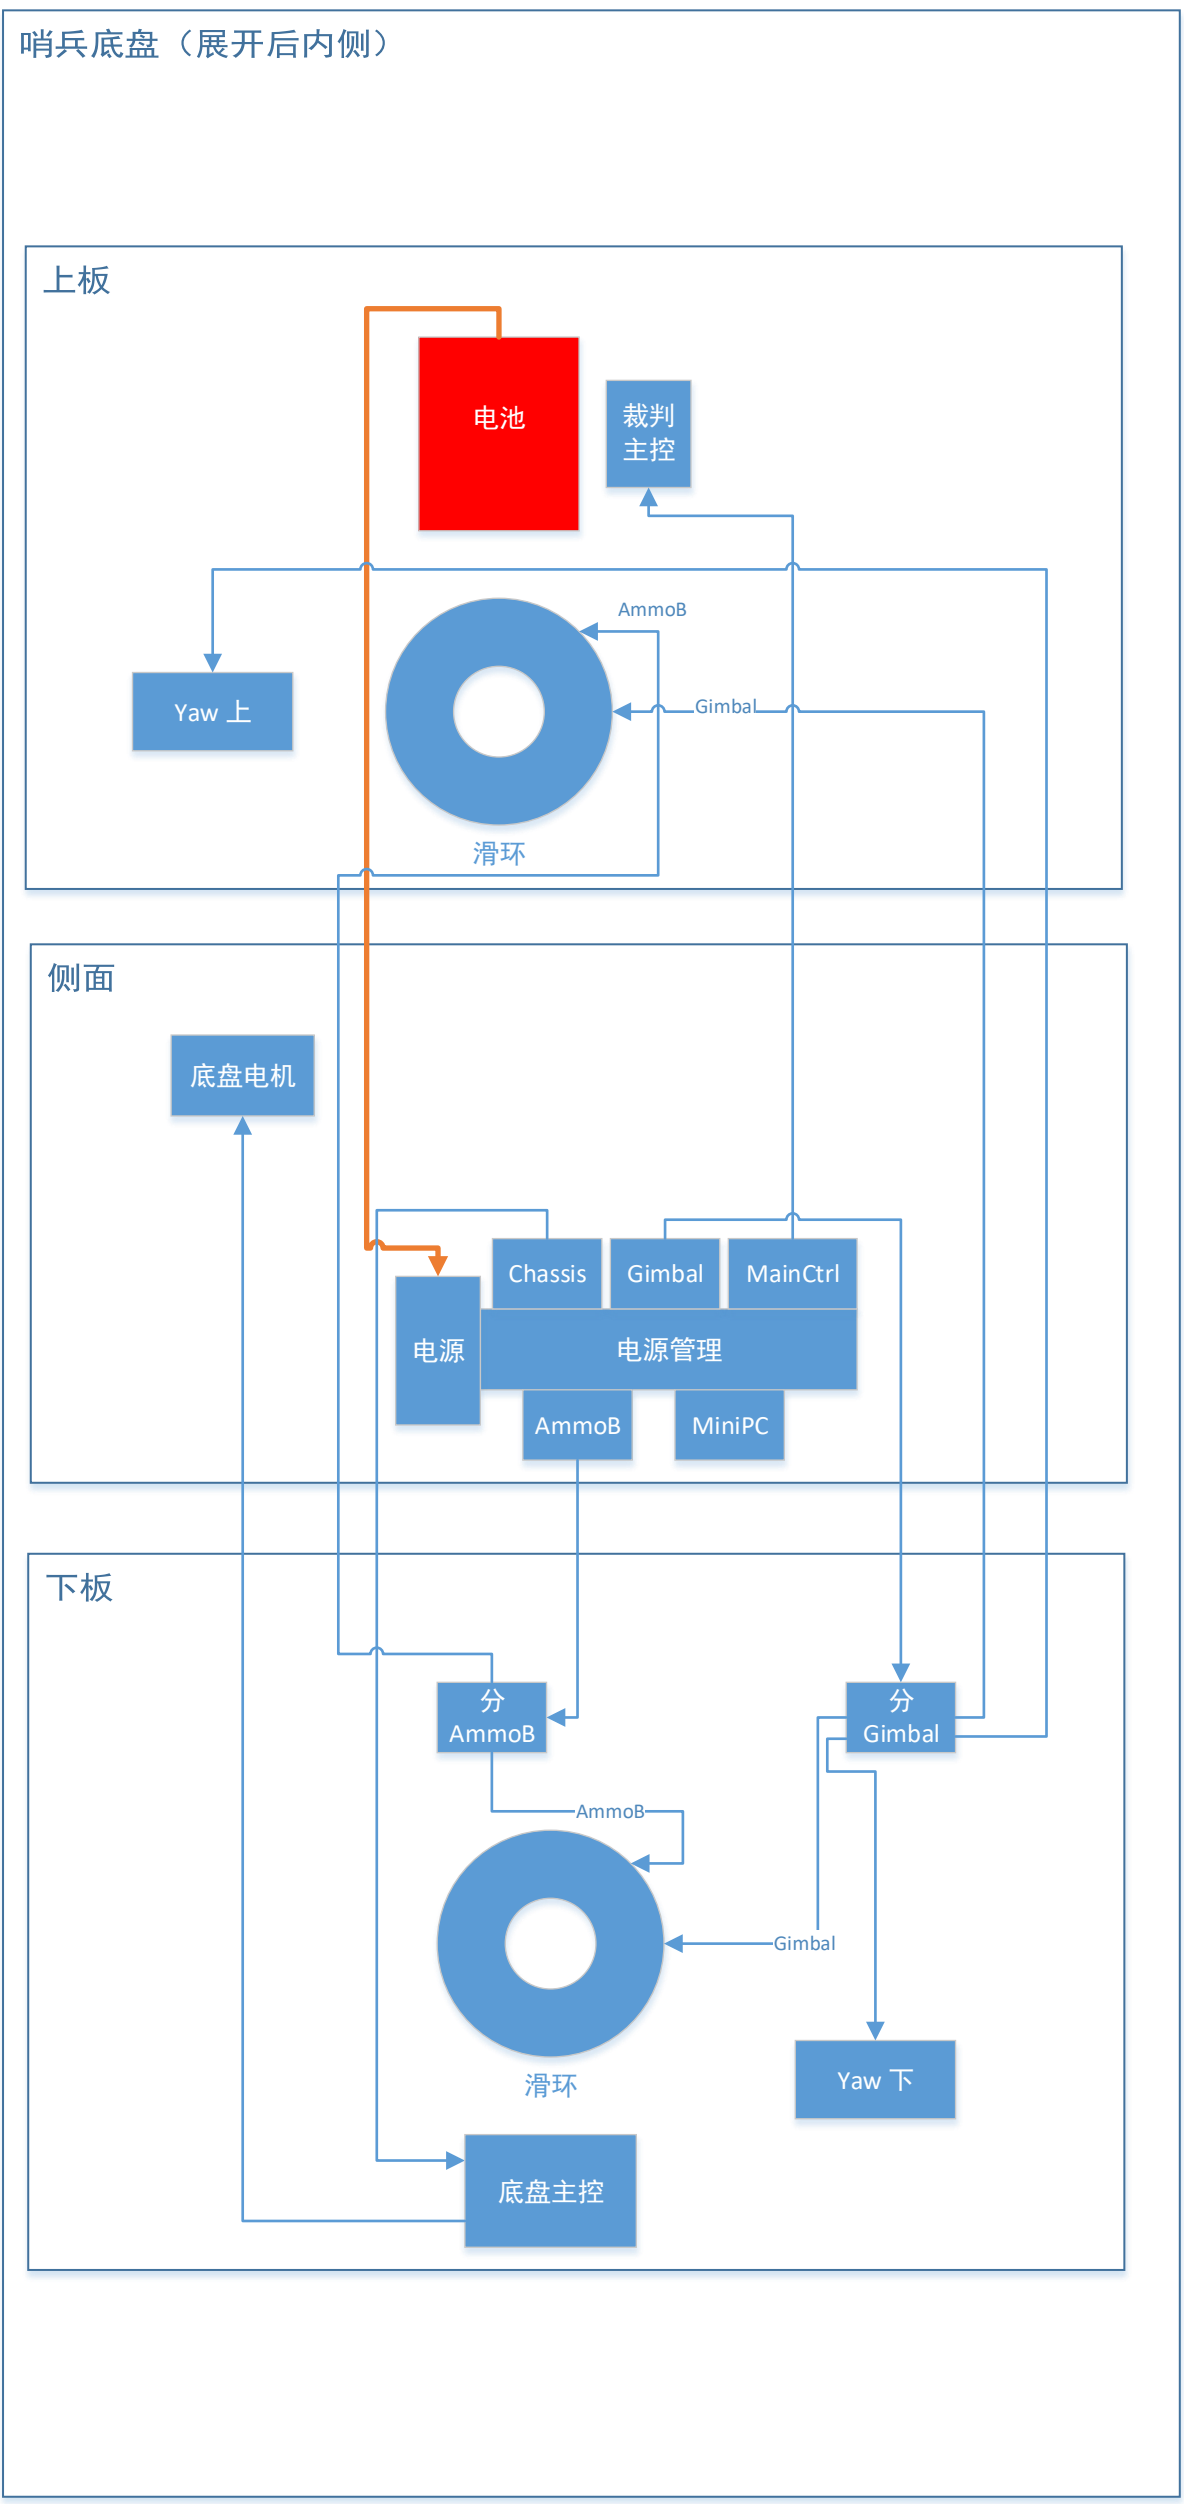 哨兵底盘（展开后内侧）
上板
电池
裁判
主控
AmmoB
Yaw 上
Gimbal
滑环
侧面
底盘电机
Chassis
Gimbal
MainCtrl
电源
电源管理
AmmoB
MiniPC
下板
分
AmmoB
分
Gimbal
AmmoB
Gimbal
滑环
Yaw 下
底盘主控